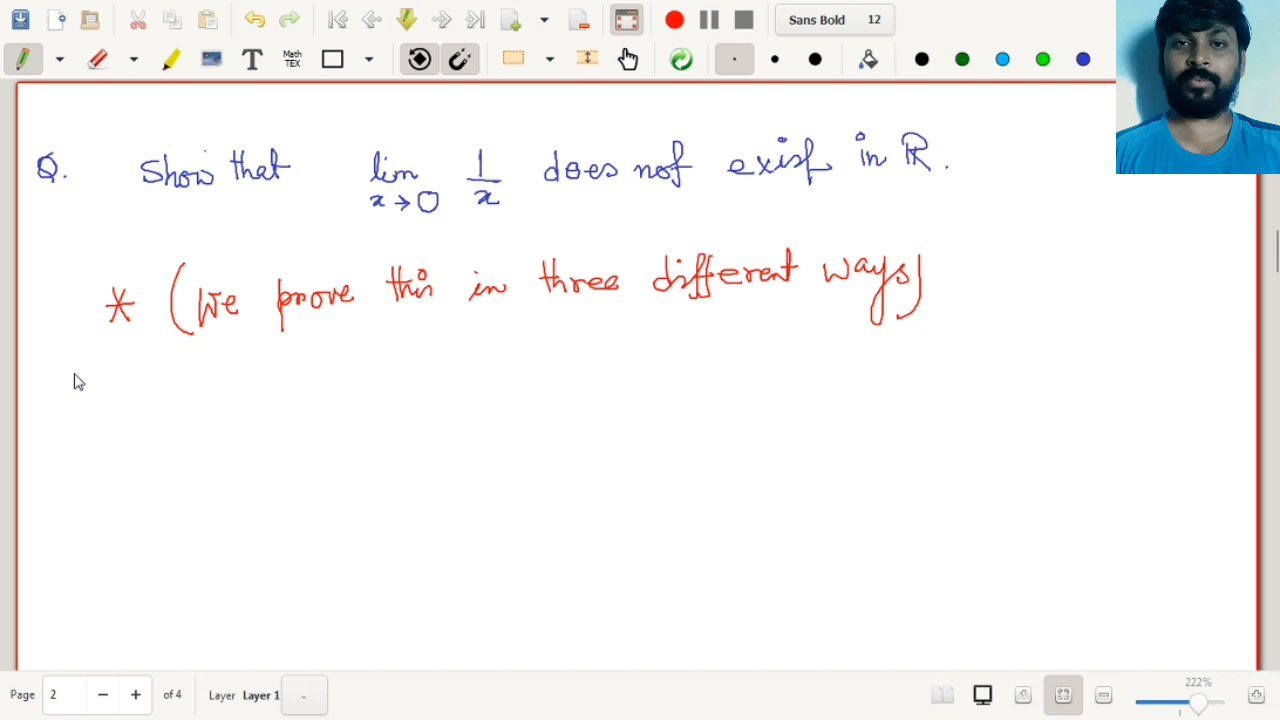 Sans Bold 12
T
Math
TEX
Q. Show that lim x→0 1/x does not exist in ℝ.
* (We prove this in three different ways)
Page 2 of 4 Layer Layer 1
222%